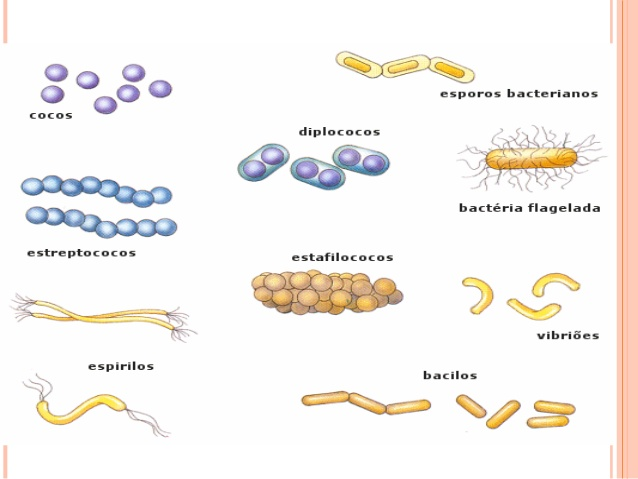 esporos bacterianos
cocos
diplococos
bactéria flagelada
estreptococos
estafilococos
vibriões
espirilos
bacilos